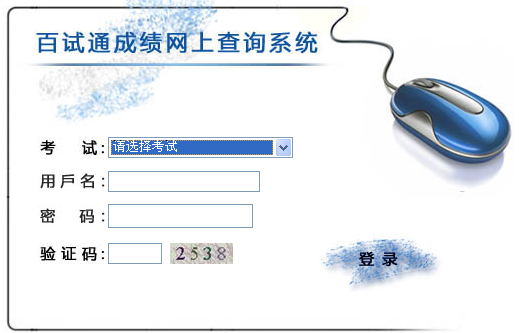 百试通成绩网上查询系统
考 试: 请选择考试
用戶名:
密 码:
验证码: 2538
登 录